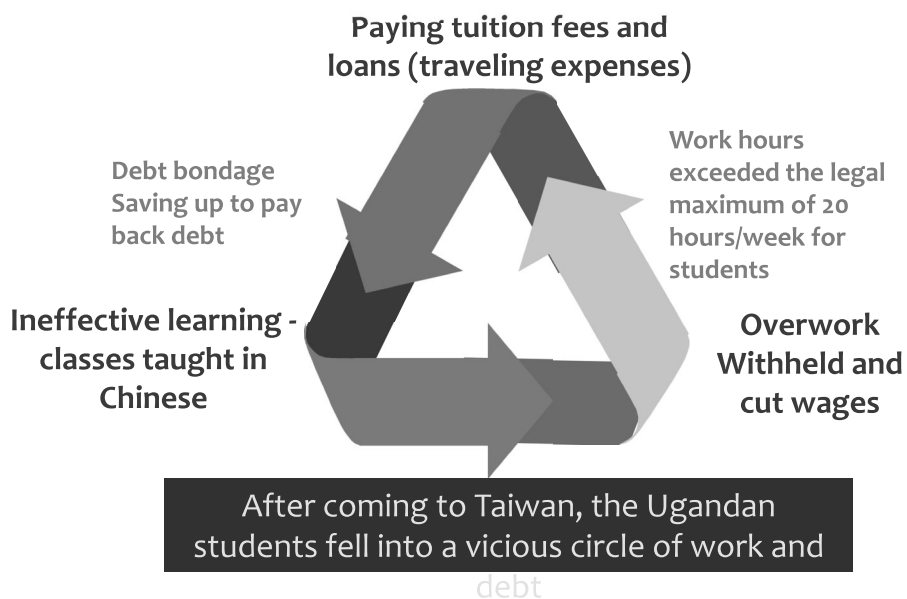 Paying tuition fees and
loans (traveling expenses)
Debt bondage
Saving up to pay
back debt
Work hours
exceeded the legal
maximum of 20
hours/week for
students
Ineffective learning -
classes taught in
Chinese
Overwork
Withheld and
cut wages
After coming to Taiwan, the Ugandan
students fell into a vicious circle of work and
debt